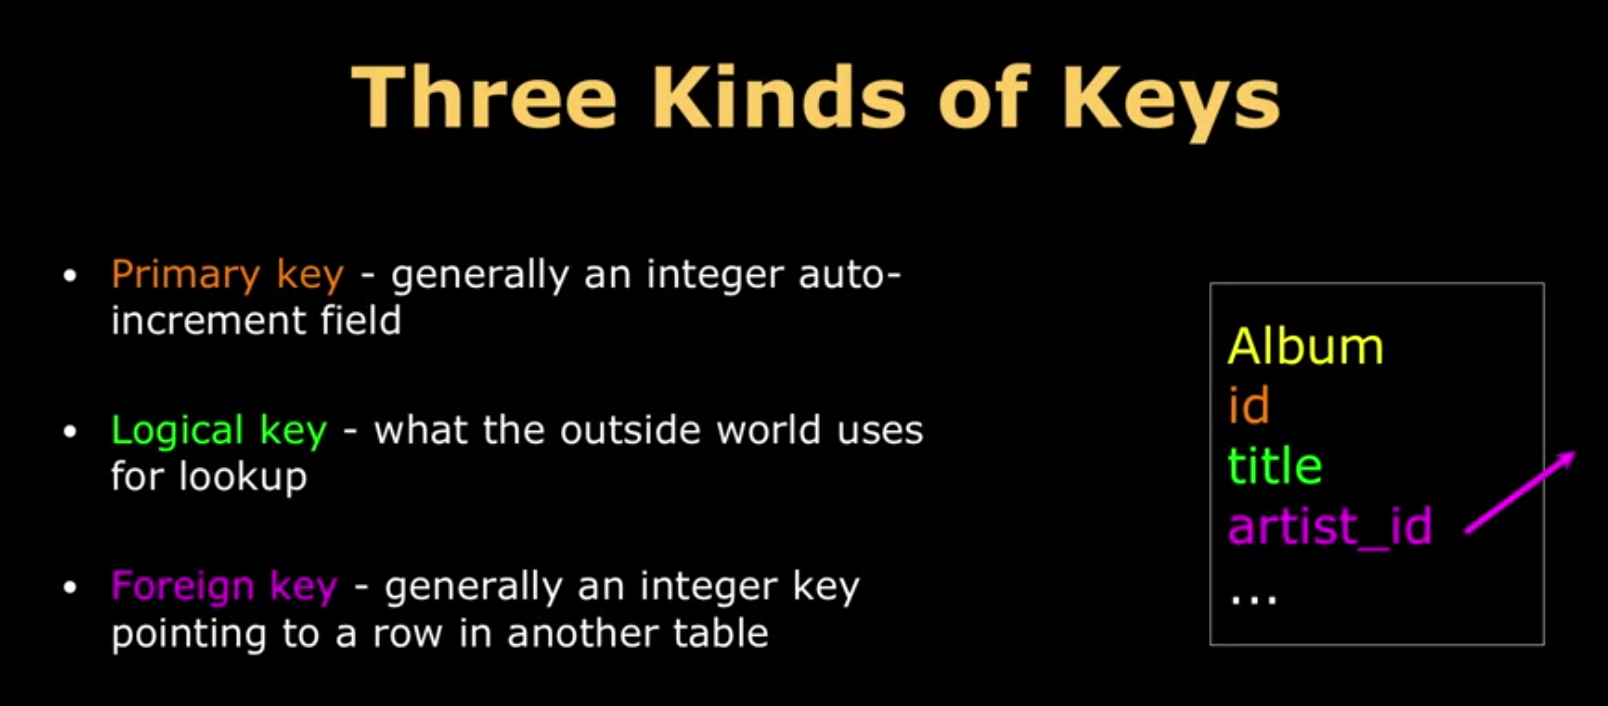 Three Kinds of Keys
• Primary key - generally an integer auto-
increment field
• Logical key - what the outside world uses
for lookup
• Foreign key - generally an integer key
pointing to a row in another table
Album
id
title
artist_id
...